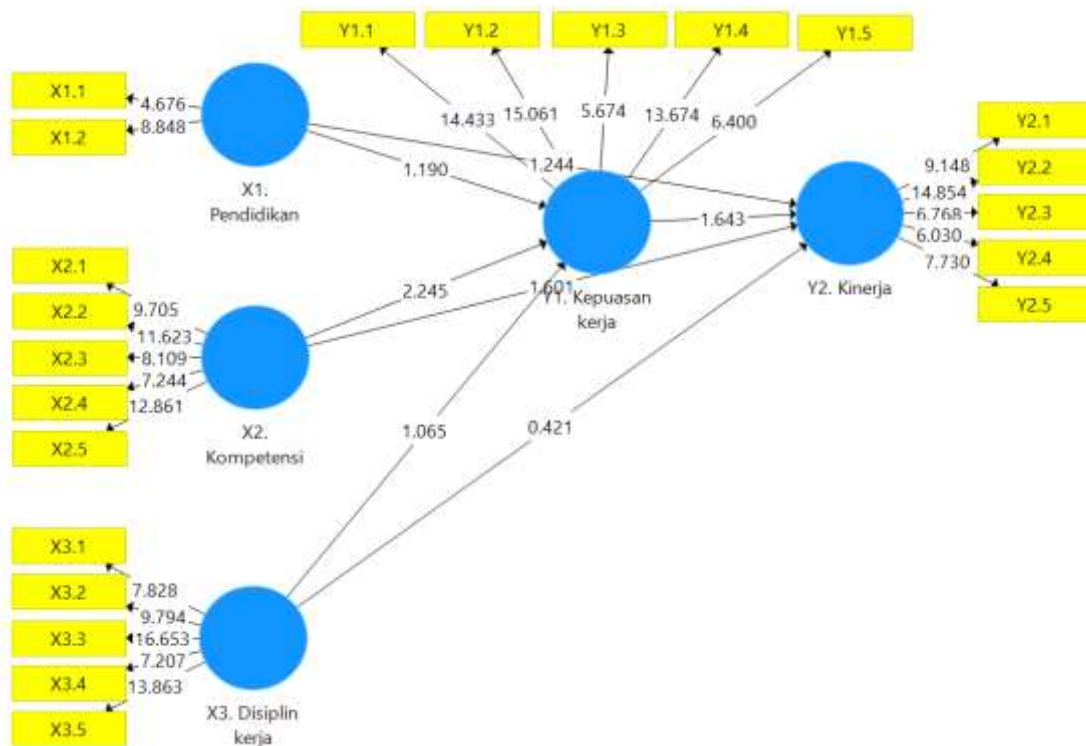 Y1.1
Y1.2
Y1.3
Y1.4
Y1.5
X1.1
X1.2
4.676
8.848
X1.
Pendidikan
14.433
15.061
5.674
13.674
6.400
1.190
1.244
Y2.1
Y2.2
Y2.3
Y2.4
Y2.5
9.148
14.854
6.768
6.030
7.730
1.643
Y2. Kinerja
Y1. Kepuasan
kerja
X2.1
X2.2
X2.3
X2.4
X2.5
9.705
11.623
8.109
7.244
12.861
X2.
Kompetensi
2.245
1.601
1.065
0.421
X3.1
X3.2
X3.3
X3.4
X3.5
7.828
9.794
16.653
7.207
13.863
X3. Disiplin
kerja